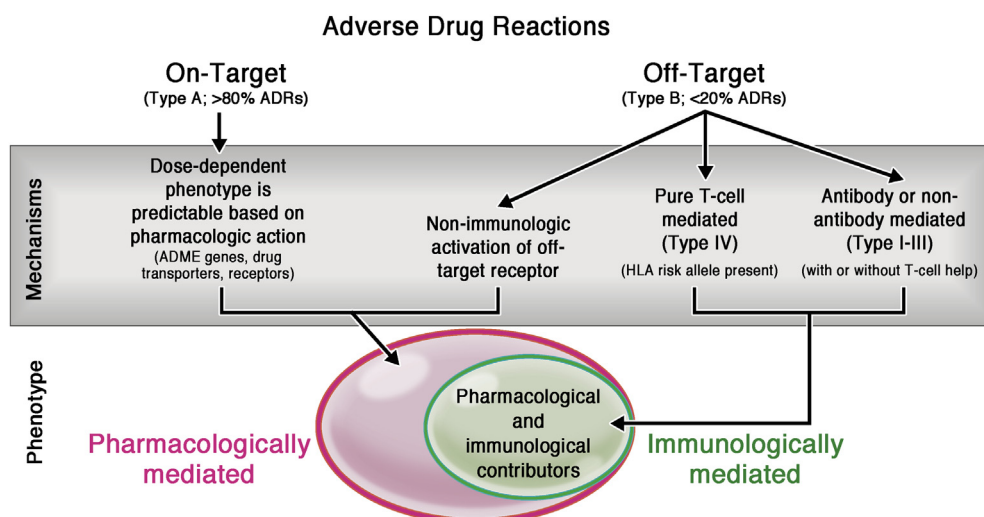 Adverse Drug Reactions
On-Target
(Type A; >80% ADRs)
Off-Target
(Type B; <20% ADRs)
Mechanisms
Dose-dependent
phenotype is
predictable based on
pharmacologic action
(ADME genes, drug
transporters, receptors)
Non-immunologic
activation of off-
target receptor
Pure T-cell
mediated
(Type IV)
(HLA risk allele present)
Antibody or non-
antibody mediated
(Type I-III)
(with or without T-cell help)
Phenotype
Pharmacologically
mediated
Pharmacological
and
immunological
contributors
Immunologically
mediated